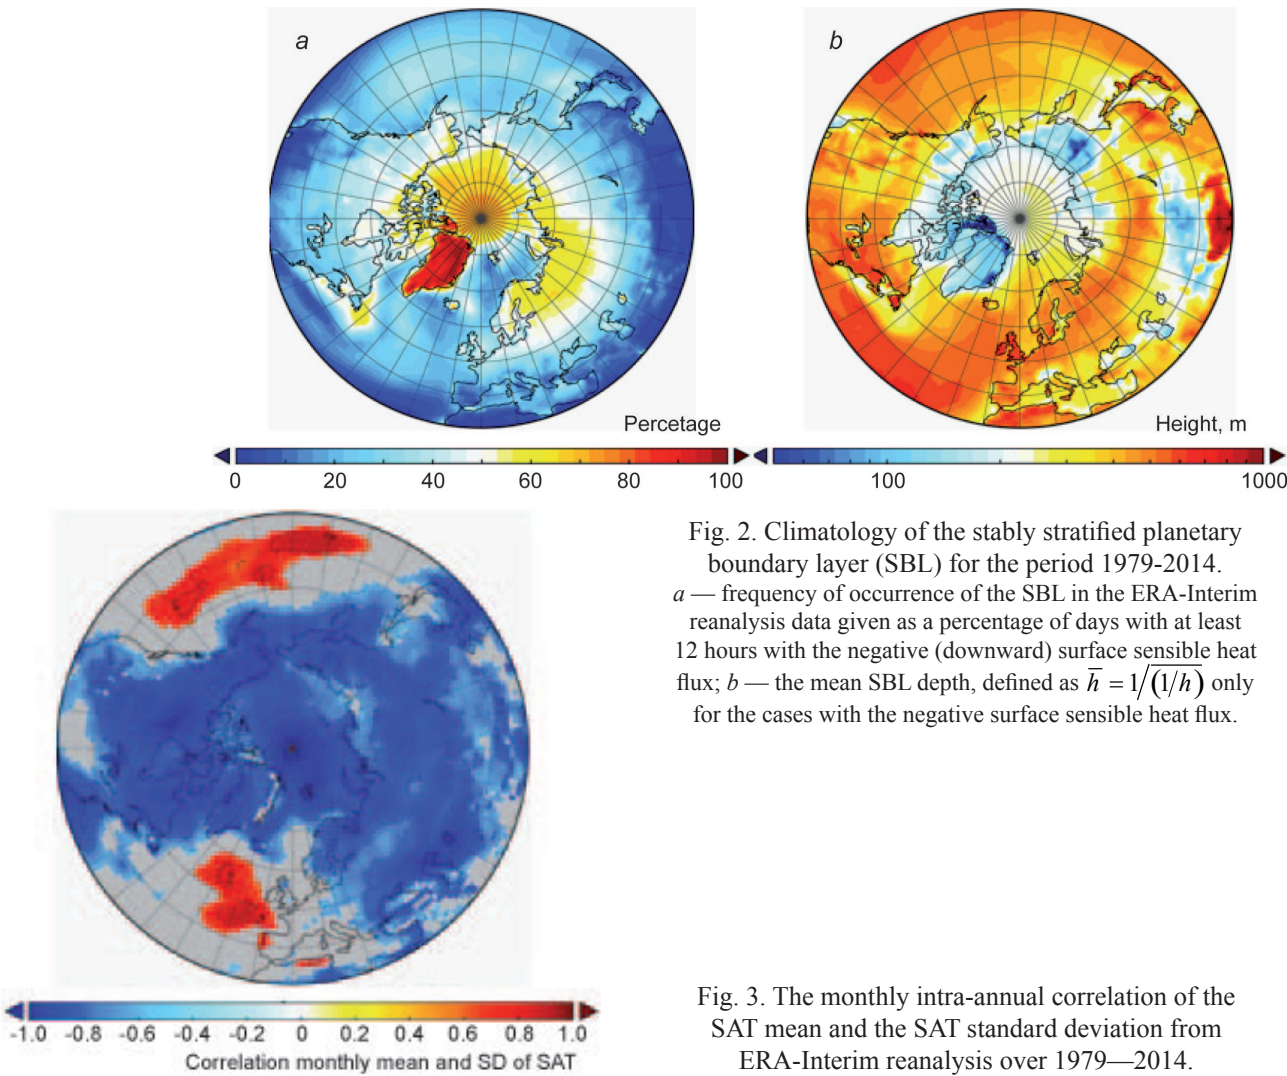 a
b
Percetage
Height, m
0 20 40 60 80 100
100 1000
Fig. 2. Climatology of the stably stratified planetary
boundary layer (SBL) for the period 1979-2014.
a — frequency of occurrence of the SBL in the ERA-Interim
reanalysis data given as a percentage of days with at least
12 hours with the negative (downward) surface sensible heat
flux; b — the mean SBL depth, defined as h̅ = 1/(1/h)‾ only
for the cases with the negative surface sensible heat flux.
-1.0 -0.8 -0.6 -0.4 -0.2 0 0.2 0.4 0.6 0.8 1.0
Correlation monthly mean and SD of SAT
Fig. 3. The monthly intra-annual correlation of the
SAT mean and the SAT standard deviation from
ERA-Interim reanalysis over 1979—2014.